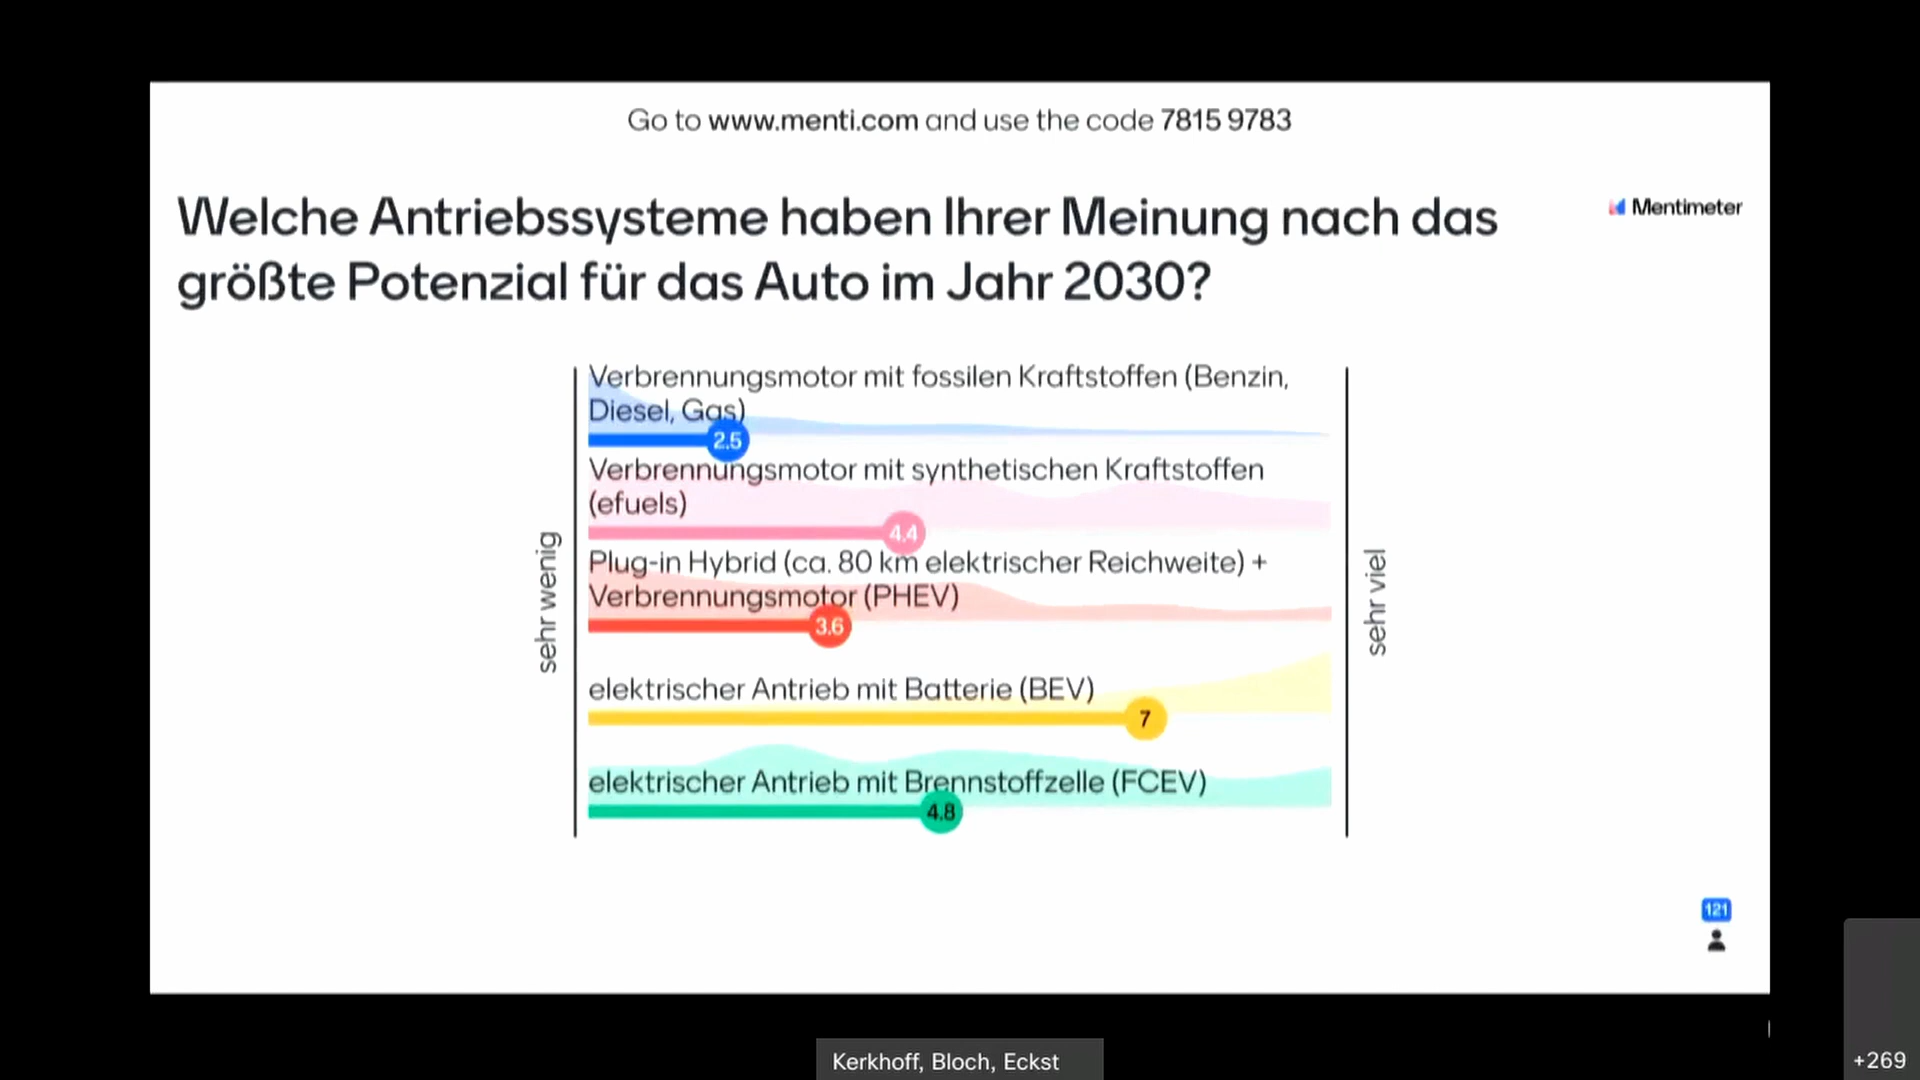 Go to www.menti.com and use the code 7815 9783
Welche Antriebssysteme haben Ihrer Meinung nach das
größte Potenzial für das Auto im Jahr 2030?
Mentimeter
sehr wenig
Verbrennungsmotor mit fossilen Kraftstoffen (Benzin,
Diesel, Gas)
2.5
Verbrennungsmotor mit synthetischen Kraftstoffen
(efuels)
4.4
Plug-in Hybrid (ca. 80 km elektrischer Reichweite) +
Verbrennungsmotor (PHEV)
3.6
elektrischer Antrieb mit Batterie (BEV)
7
elektrischer Antrieb mit Brennstoffzelle (FCEV)
4.8
sehr viel
121
Kerkhoff, Bloch, Eckst
+269